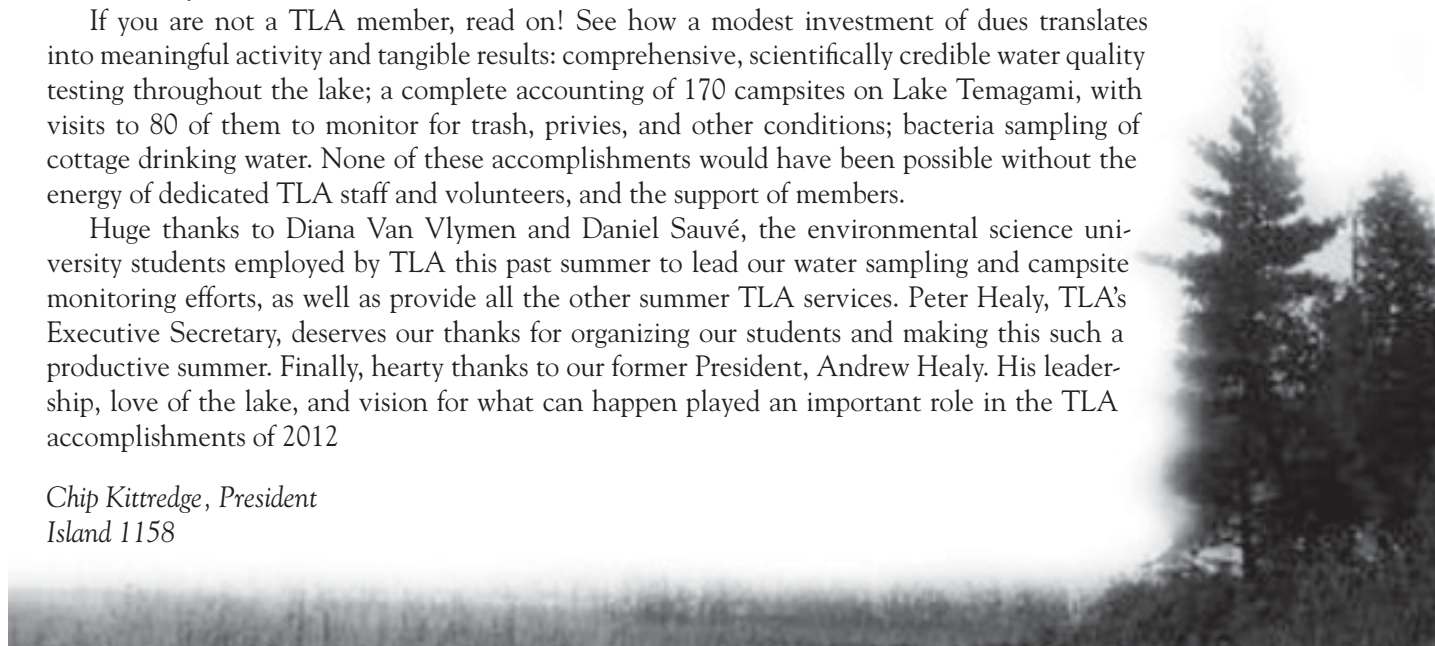 If you are not a TLA member, read on! See how a modest investment of dues translates
into meaningful activity and tangible results: comprehensive, scientifically credible water quality
testing throughout the lake; a complete accounting of 170 campsites on Lake Temagami, with
visits to 80 of them to monitor for trash, privies, and other conditions; bacteria sampling of
cottage drinking water. None of these accomplishments would have been possible without the
energy of dedicated TLA staff and volunteers, and the support of members.
Huge thanks to Diana Van Vlymen and Daniel Sauvé, the environmental science uni-
versity students employed by TLA this past summer to lead our water sampling and campsite
monitoring efforts, as well as provide all the other summer TLA services. Peter Healy, TLA's
Executive Secretary, deserves our thanks for organizing our students and making this such a
productive summer. Finally, hearty thanks to our former President, Andrew Healy. His leader-
ship, love of the lake, and vision for what can happen played an important role in the TLA
accomplishments of 2012
Chip Kittredge, President
Island 1158